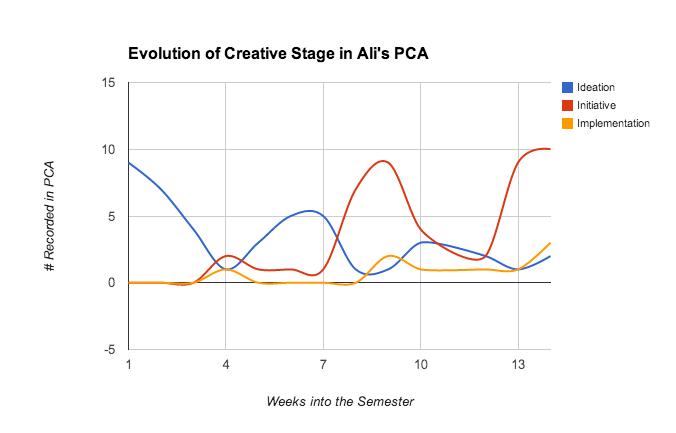 Evolution of Creative Stage in Ali's PCA
15
10
5
0
-5
# Recorded in PCA
1
4
7
10
13
Weeks into the Semester
Ideation
Initiative
Implementation